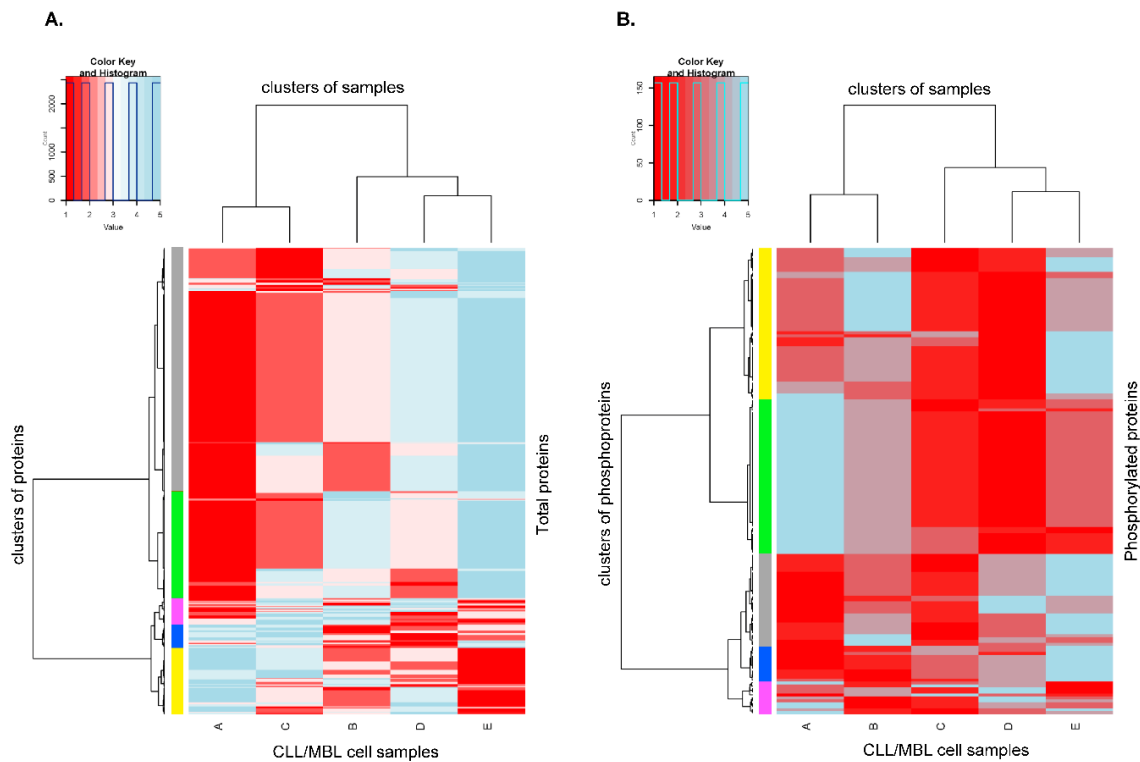 A.
Color Key
and Histogram
Count
0
500
1000
1500
2000
1 2 3 4 5
Value
clusters of samples
clusters of proteins
Total proteins
A C B D E
CLL/MBL cell samples
B.
Color Key
and Histogram
Count
0
50
100
150
1 2 3 4 5
Value
clusters of samples
clusters of phosphoproteins
Phosphorylated proteins
A B C D E
CLL/MBL cell samples